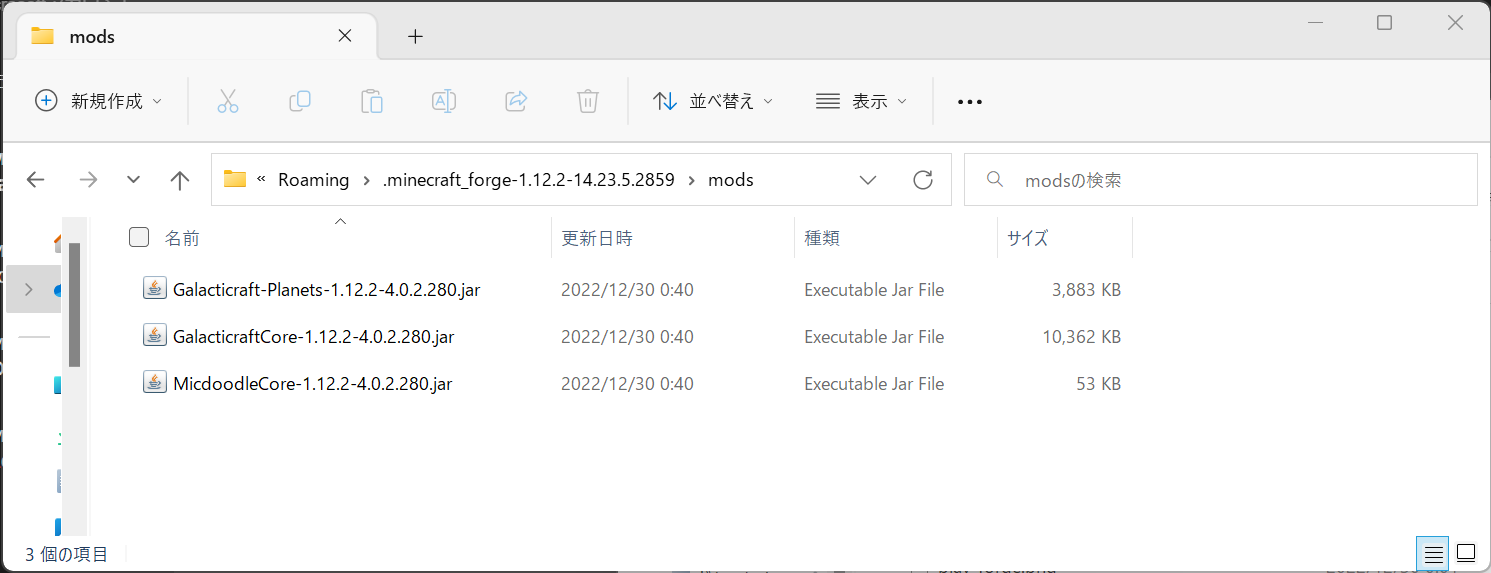 mods
新規作成
並べ替え
表示
« Roaming › .minecraft_forge-1.12.2-14.23.5.2859 › mods
modsの検索
名前 更新日時 種類 サイズ
Galacticraft-Planets-1.12.2-4.0.2.280.jar 2022/12/30 0:40 Executable Jar File 3,883 KB
GalacticraftCore-1.12.2-4.0.2.280.jar 2022/12/30 0:40 Executable Jar File 10,362 KB
MicdoodleCore-1.12.2-4.0.2.280.jar 2022/12/30 0:40 Executable Jar File 53 KB
3 個の項目